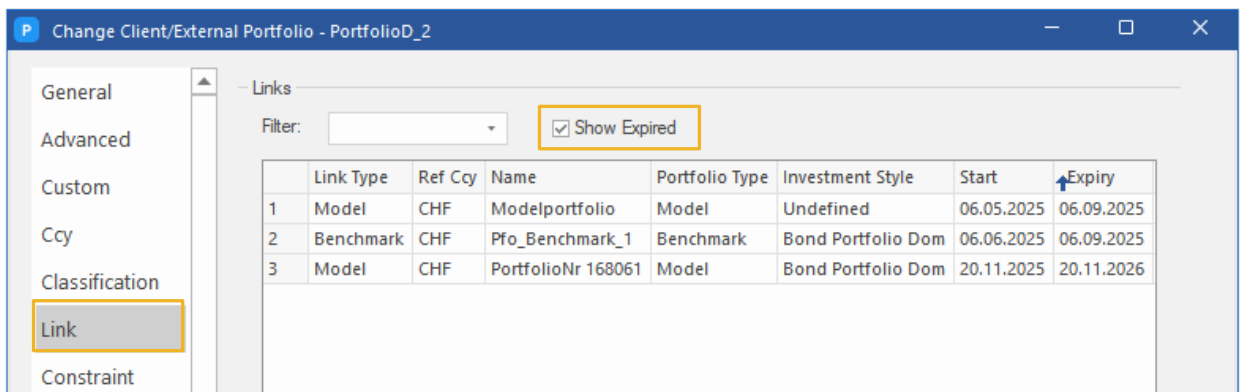 P Change Client/External Portfolio - PortfolioD_2
General
Advanced
Custom
Ccy
Classification
Link
Constraint
Links
Filter: Show Expired
Link Type Ref Ccy Name Portfolio Type Investment Style Start Expiry
1 Model CHF Modelportfolio Model Undefined 06.05.2025 06.09.2025
2 Benchmark CHF Pfo_Benchmark_1 Benchmark Bond Portfolio Dom 06.06.2025 06.09.2025
3 Model CHF PortfolioNr 168061 Model Bond Portfolio Dom 20.11.2025 20.11.2026